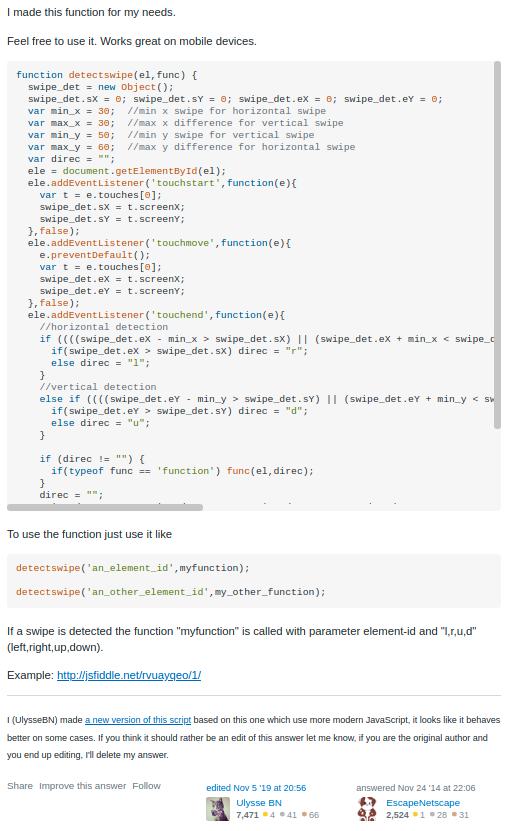 I made this function for my needs.
Feel free to use it. Works great on mobile devices.
function detectswipe(el,func) {
swipe_det = new Object();
swipe_det.sX = 0; swipe_det.sY = 0; swipe_det.eX = 0; swipe_det.eY = 0;
var min_x = 30;  //min x swipe for horizontal swipe
var max_x = 30;  //max x difference for vertical swipe
var min_y = 50;  //min y swipe for vertical swipe
var max_y = 60;  //max y difference for horizontal swipe
var direc = "";
ele = document.getElementById(el);
ele.addEventListener('touchstart',function(e){
var t = e.touches[0];
swipe_det.sX = t.screenX;
swipe_det.sY = t.screenY;
},false);
ele.addEventListener('touchmove',function(e){
e.preventDefault();
var t = e.touches[0];
swipe_det.eX = t.screenX;
swipe_det.eY = t.screenY;
},false);
ele.addEventListener('touchend',function(e){
//horizontal detection
if ((((swipe_det.eX - min_x > swipe_det.sX) || (swipe_det.eX + min_x < swipe_d
if(swipe_det.eX > swipe_det.sX) direc = "r";
else direc = "l";
}
//vertical detection
else if ((((swipe_det.eY - min_y > swipe_det.sY) || (swipe_det.eY + min_y < sw
if(swipe_det.eY > swipe_det.sY) direc = "d";
else direc = "u";
}
if (direc != "") {
if(typeof func == 'function') func(el,direc);
}
direc = "";
To use the function just use it like
detectswipe('an_element_id',myfunction);
detectswipe('an_other_element_id',my_other_function);
If a swipe is detected the function "myfunction" is called with parameter element-id and "l,r,u,d"
(left,right,up,down).
Example: http://jsfiddle.net/rvuayqeo/1/
I (UlysseBN) made a new version of this script based on this one which use more modern JavaScript, it looks like it behaves
better on some cases. If you think it should rather be an edit of this answer let me know, if you are the original author and
you end up editing, I'll delete my answer.
Share Improve this answer Follow
edited Nov 5 '19 at 20:56
Ulysse BN
7,471 4 41 66
answered Nov 24 '14 at 22:06
EscapeNetscape
2,524 1 28 31